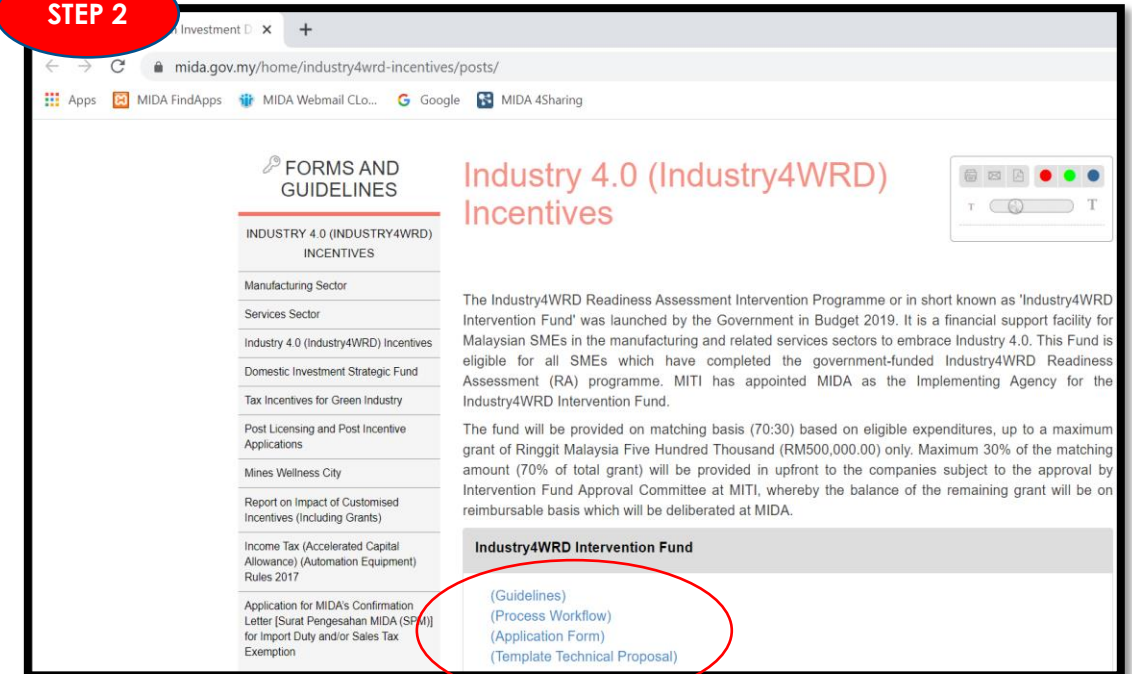 STEP 2
Investment D
mida.gov.my/home/industry4wrd-incentives/posts/
Apps MIDA FindApps MIDA Webmail CLo... Google MIDA 4Sharing
FORMS AND
GUIDELINES
INDUSTRY 4.0 (INDUSTRY4WRD)
INCENTIVES
Manufacturing Sector
Services Sector
Industry 4.0 (Industry4WRD) Incentives
Domestic Investment Strategic Fund
Tax Incentives for Green Industry
Post Licensing and Post Incentive
Applications
Mines Wellness City
Report on Impact of Customised
Incentives (Including Grants)
Income Tax (Accelerated Capital
Allowance) (Automation Equipment)
Rules 2017
Application for MIDA's Confirmation
Letter [Surat Pengesahan MIDA (SPM)]
for Import Duty and/or Sales Tax
Exemption
Industry 4.0 (Industry4WRD)
Incentives
T T
The Industry4WRD Readiness Assessment Intervention Programme or in short known as 'Industry4WRD
Intervention Fund' was launched by the Government in Budget 2019. It is a financial support facility for
Malaysian SMEs in the manufacturing and related services sectors to embrace Industry 4.0. This Fund is
eligible for all SMEs which have completed the government-funded Industry4WRD Readiness
Assessment (RA) programme. MITI has appointed MIDA as the Implementing Agency for the
Industry4WRD Intervention Fund.
The fund will be provided on matching basis (70:30) based on eligible expenditures, up to a maximum
grant of Ringgit Malaysia Five Hundred Thousand (RM500,000.00) only. Maximum 30% of the matching
amount (70% of total grant) will be provided in upfront to the companies subject to the approval by
Intervention Fund Approval Committee at MITI, whereby the balance of the remaining grant will be on
reimbursable basis which will be deliberated at MIDA.
Industry4WRD Intervention Fund
(Guidelines)
(Process Workflow)
(Application Form)
(Template Technical Proposal)